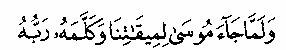 وَلَمَّا جَآءَ مُوسَىٰ لِمِيقَٰتِنَا وَكَلَّمَهُۥ رَبُّهُۥ